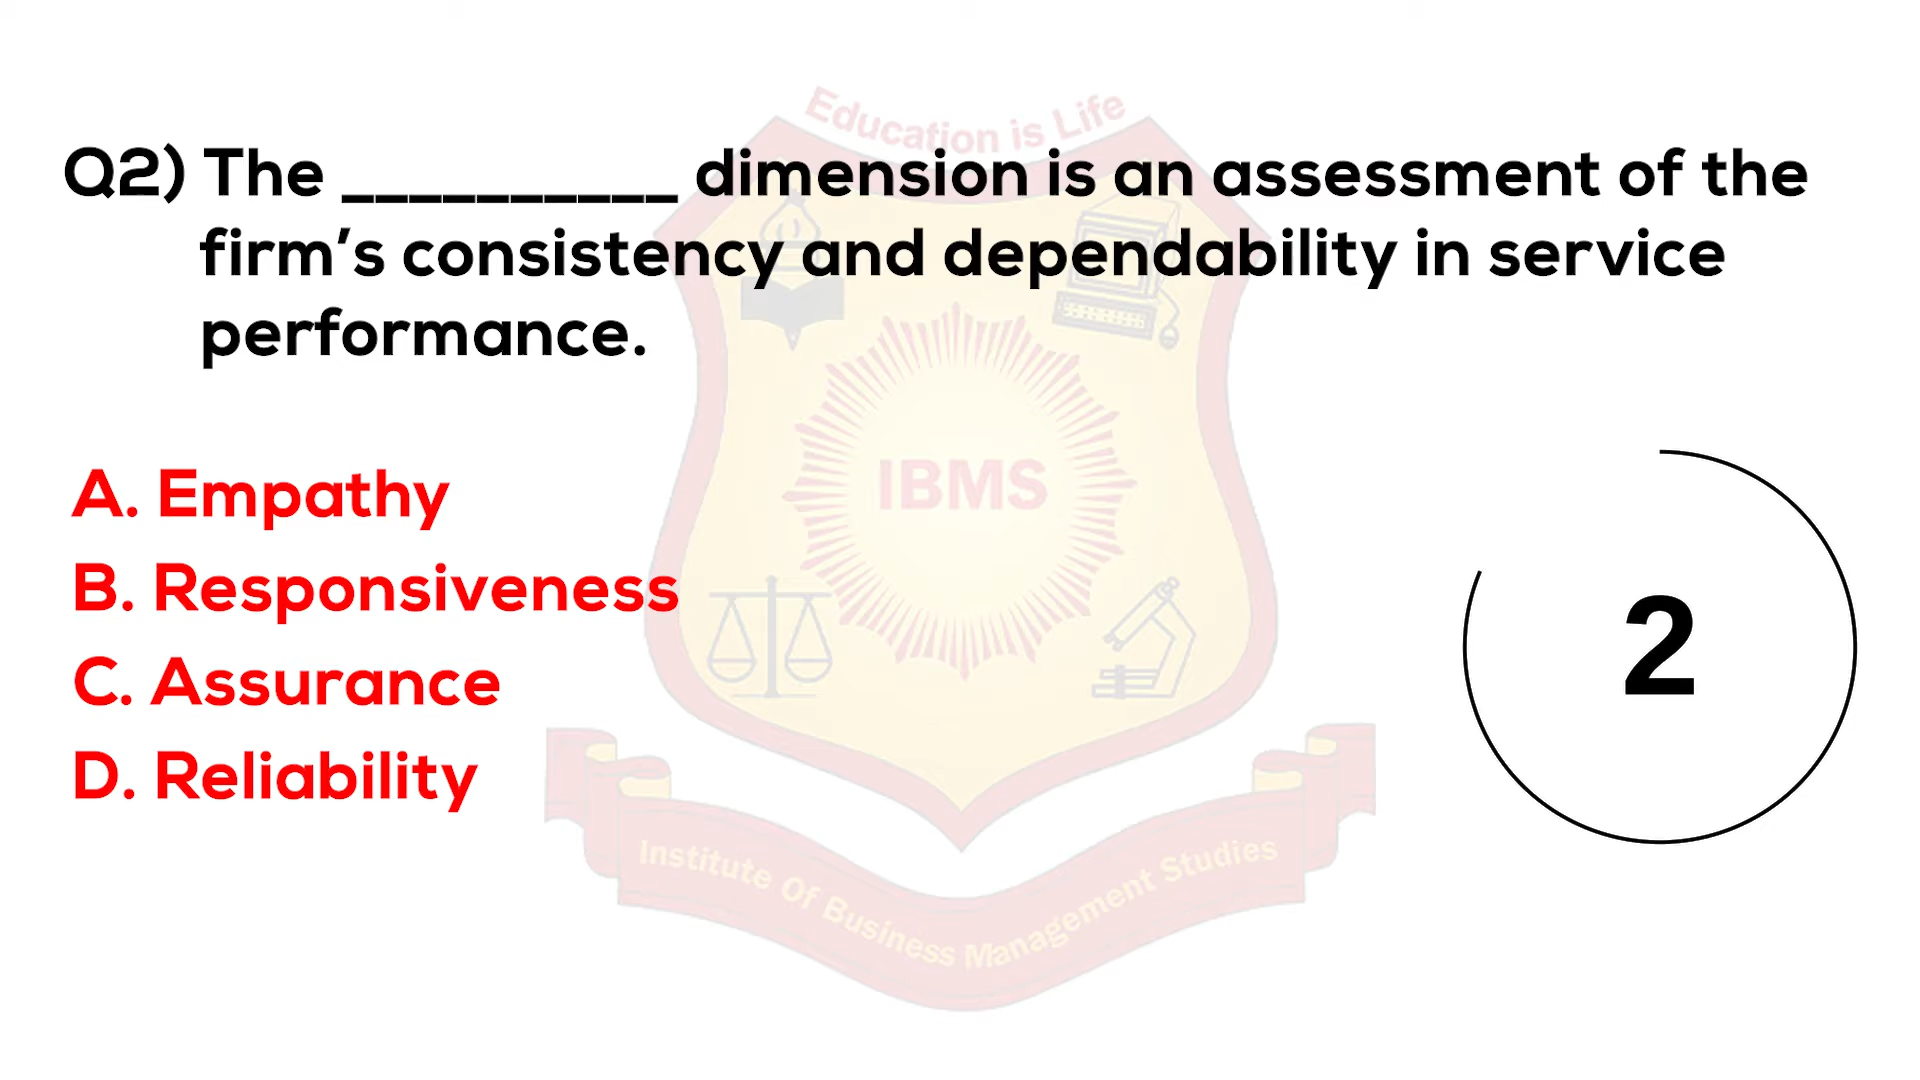 Education is Life
Q2) The __________ dimension is an assessment of the
firm’s consistency and dependability in service
performance.
IBMS
A. Empathy
B. Responsiveness
C. Assurance
D. Reliability
2
Institute Of Business Management Studies